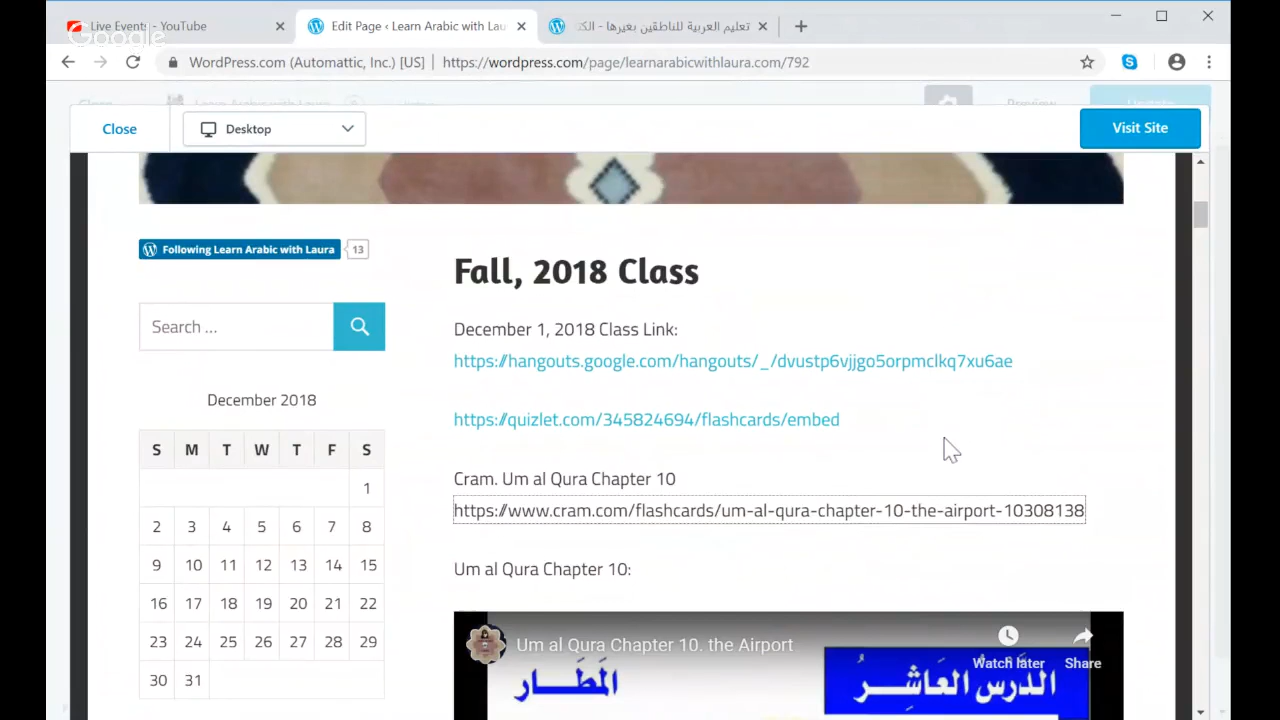 Live Events - YouTube
Edit Page ‹ Learn Arabic with Lau
تعليم العربية للناطقين بغيرها - الكت
Google
WordPress.com (Automattic, Inc.) [US] | https://wordpress.com/page/learnarabicwithlaura.com/792
Close
Desktop
Visit Site
Following Learn Arabic with Laura
13
Fall, 2018 Class
Search ...
December 1, 2018 Class Link:
https://hangouts.google.com/hangouts/_/dvustp6vjjgo5orpmclkq7xu6ae
https://quizlet.com/345824694/flashcards/embed
Cram. Um al Qura Chapter 10
https://www.cram.com/flashcards/um-al-qura-chapter-10-the-airport-10308138
Um al Qura Chapter 10:
December 2018
S M T W T F S
1
2 3 4 5 6 7 8
9 10 11 12 13 14 15
16 17 18 19 20 21 22
23 24 25 26 27 28 29
30 31
Um al Qura Chapter 10. the Airport
Watch later
Share
الدَّرْسُ العَاشِرُ
المَطَار